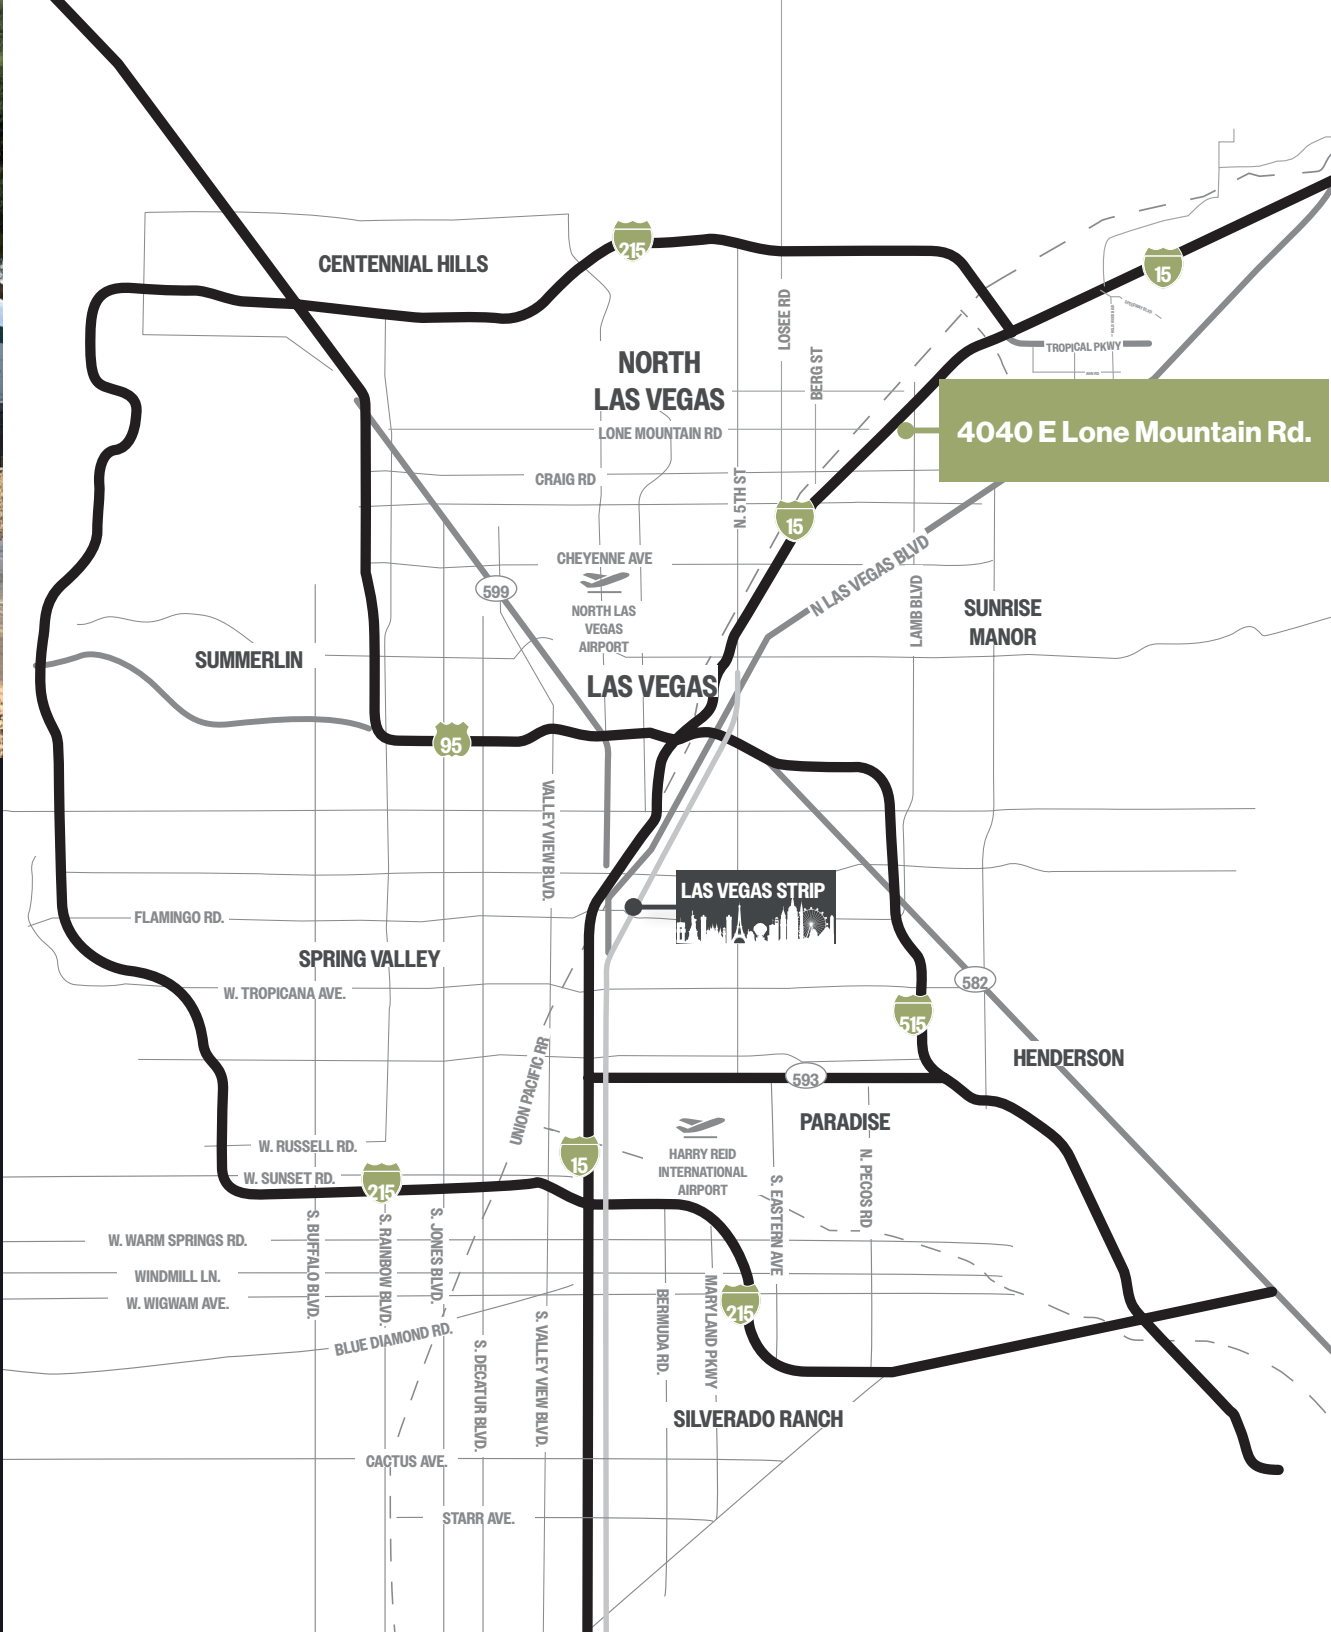 215
CENTENNIAL HILLS
15
LOSEE RD
BERG ST
TROPICAL PKWY
NORTH
LAS VEGAS
LONE MOUNTAIN RD
4040 E Lone Mountain Rd.
CRAIG RD
N. 5TH ST
15
CHEYENNE AVE
N LAS VEGAS BLVD
599
NORTH LAS
VEGAS
AIRPORT
LAMB BLVD
SUNRISE
MANOR
SUMMERLIN
LAS VEGAS
95
VALLEY VIEW BLVD.
LAS VEGAS STRIP
FLAMINGO RD.
SPRING VALLEY
W. TROPICANA AVE.
582
515
UNION PACIFIC RR
HENDERSON
593
PARADISE
W. RUSSELL RD.
15
HARRY REID
INTERNATIONAL
AIRPORT
N. PECOS RD
W. SUNSET RD.
215
S. EASTERN AVE
S. BUFFALO BLVD.
S. RAINBOW BLVD.
S. JONES BLVD.
W. WARM SPRINGS RD.
WINDMILL LN.
W. WIGWAM AVE.
215
BERMUDA RD.
MARYLAND PKWY
BLUE DIAMOND RD.
S. DECATUR BLVD.
S. VALLEY VIEW BLVD.
SILVERADO RANCH
CACTUS AVE.
STARR AVE.